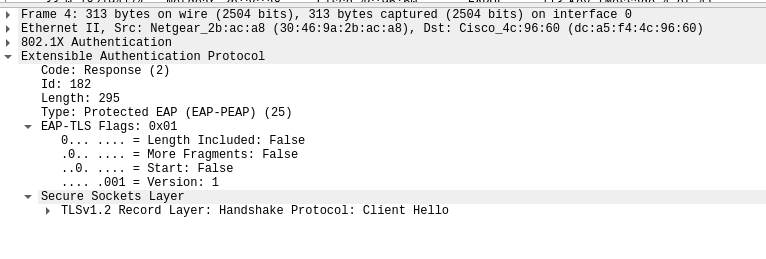 Frame 4: 313 bytes on wire (2504 bits), 313 bytes captured (2504 bits) on interface 0
Ethernet II, Src: Netgear_2b:ac:a8 (30:46:9a:2b:ac:a8), Dst: Cisco_4c:96:60 (dc:a5:f4:4c:96:60)
802.1X Authentication
Extensible Authentication Protocol
Code: Response (2)
Id: 182
Length: 295
Type: Protected EAP (EAP-PEAP) (25)
EAP-TLS Flags: 0x01
0... .... = Length Included: False
.0.. .... = More Fragments: False
..0. .... = Start: False
.... .001 = Version: 1
Secure Sockets Layer
TLSv1.2 Record Layer: Handshake Protocol: Client Hello